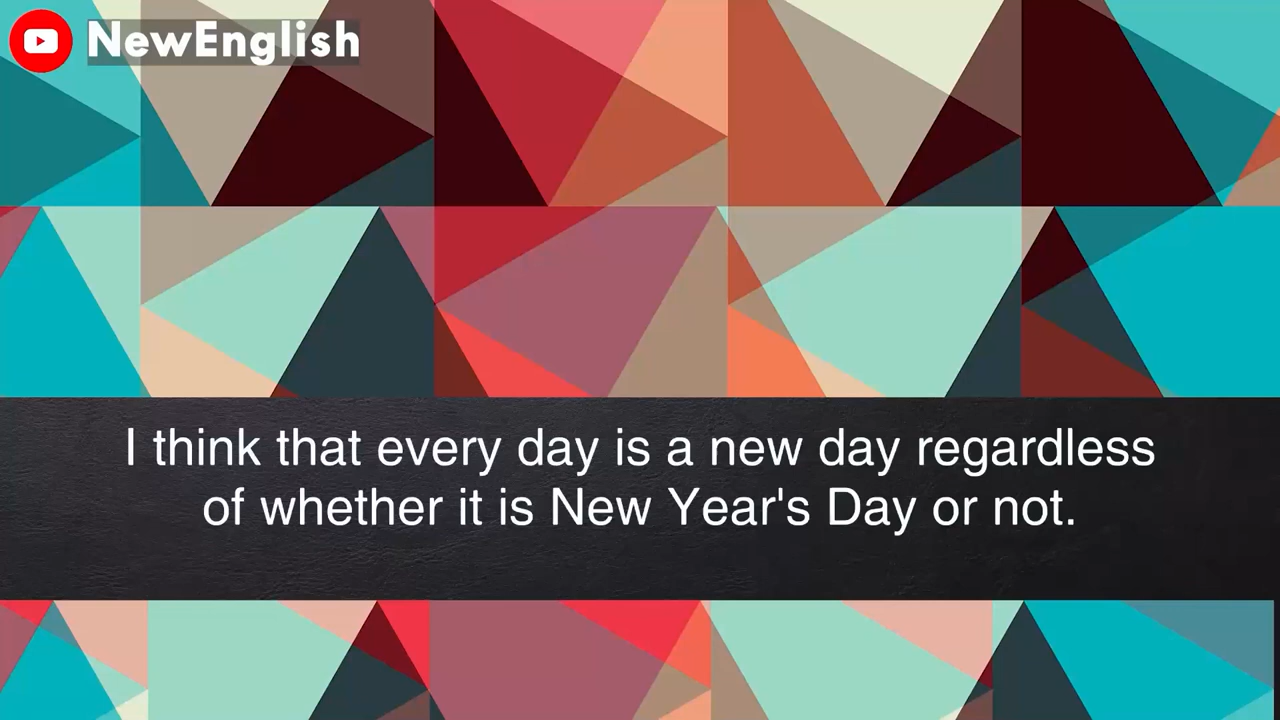 NewEnglish
I think that every day is a new day regardless
of whether it is New Year's Day or not.